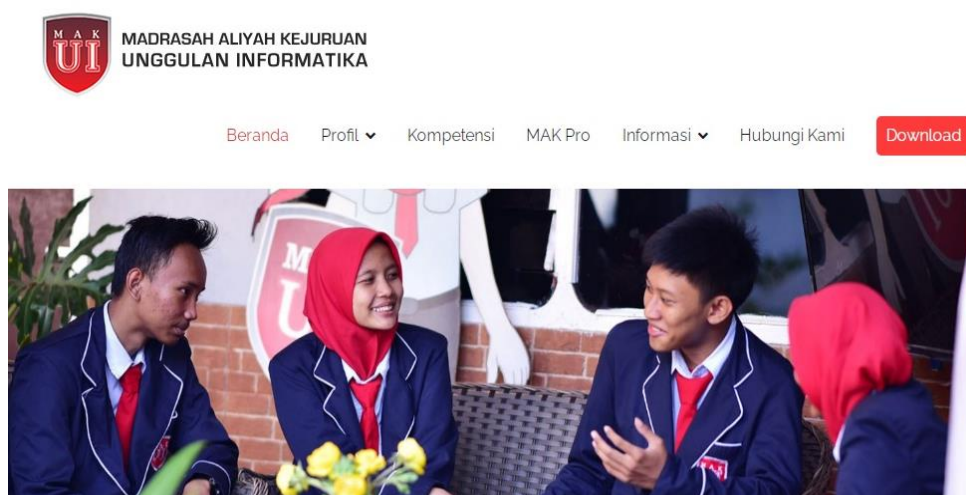 MAK
UI
MADRASAH ALIYAH KEJURUAN
UNGGULAN INFORMATIKA
Beranda Profil Kompetensi MAK Pro Informasi Hubungi Kami Download
M
U